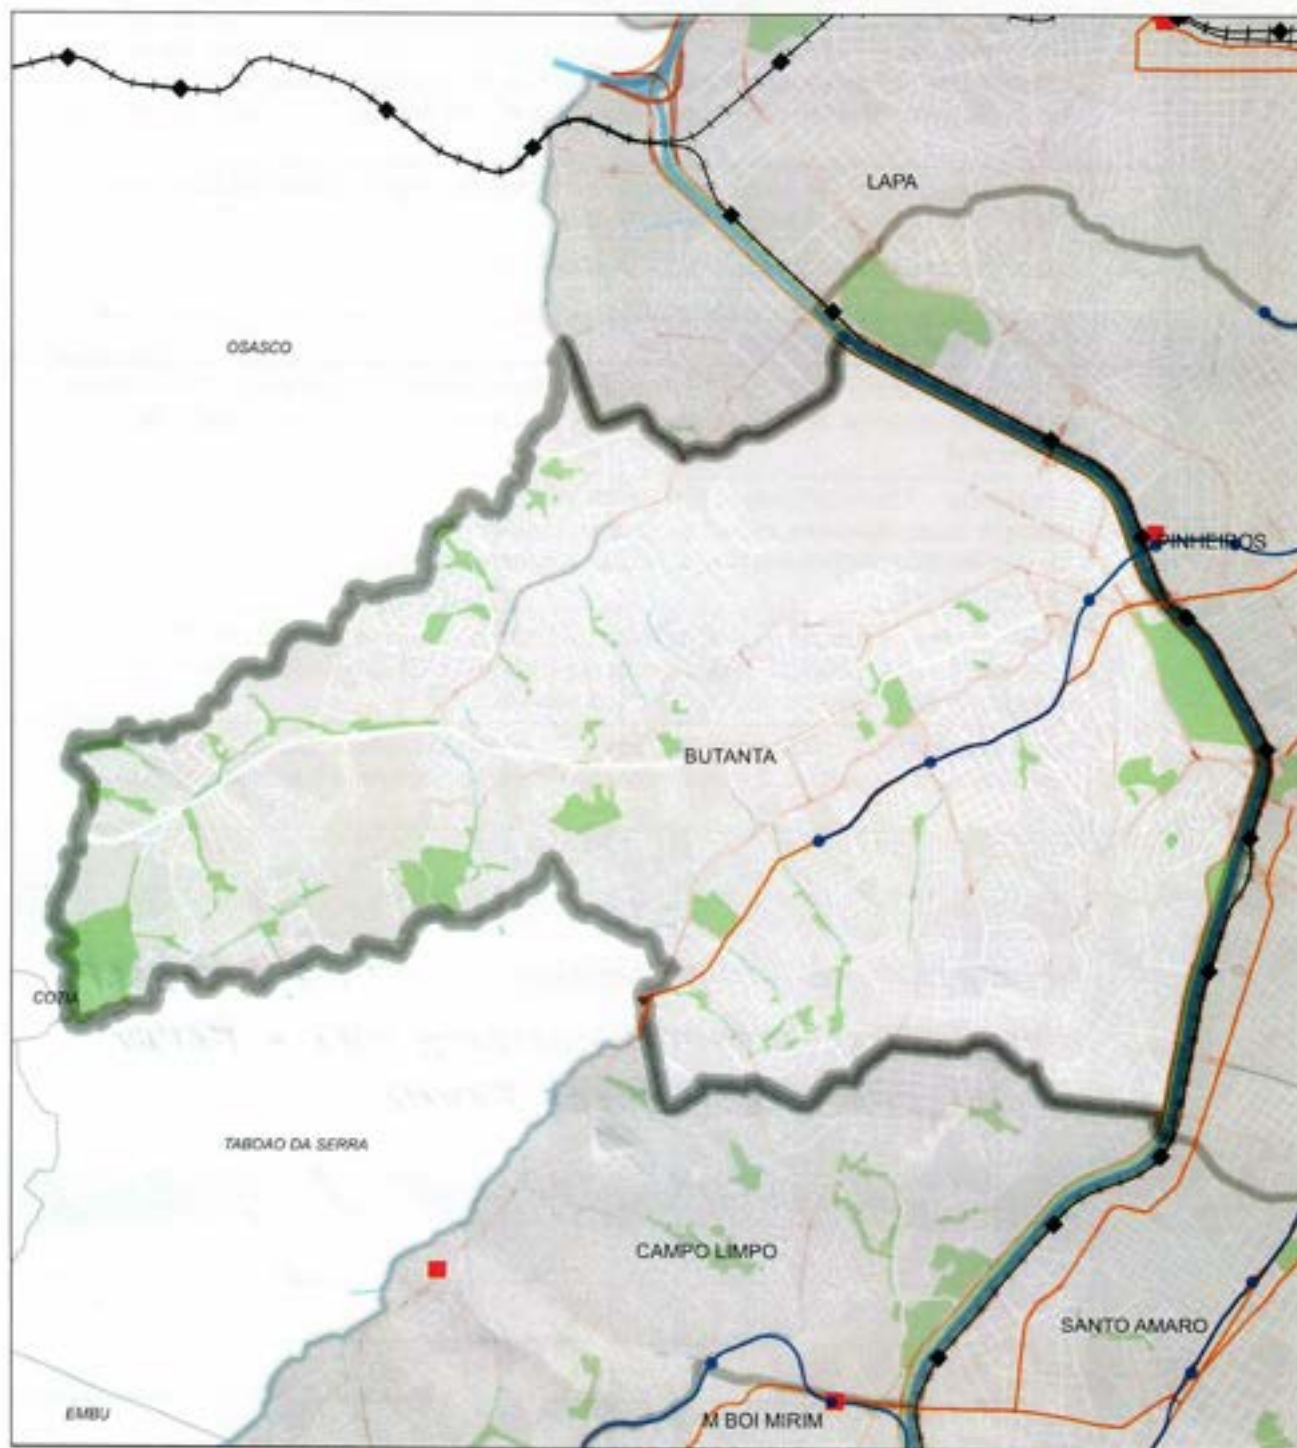 LAPA
OSASCO
PINHEIROS
BUTANTA
COTIA
TABOAO DA SERRA
CAMPO LIMPO
SANTO AMARO
EMBU
M BOI MIRIM